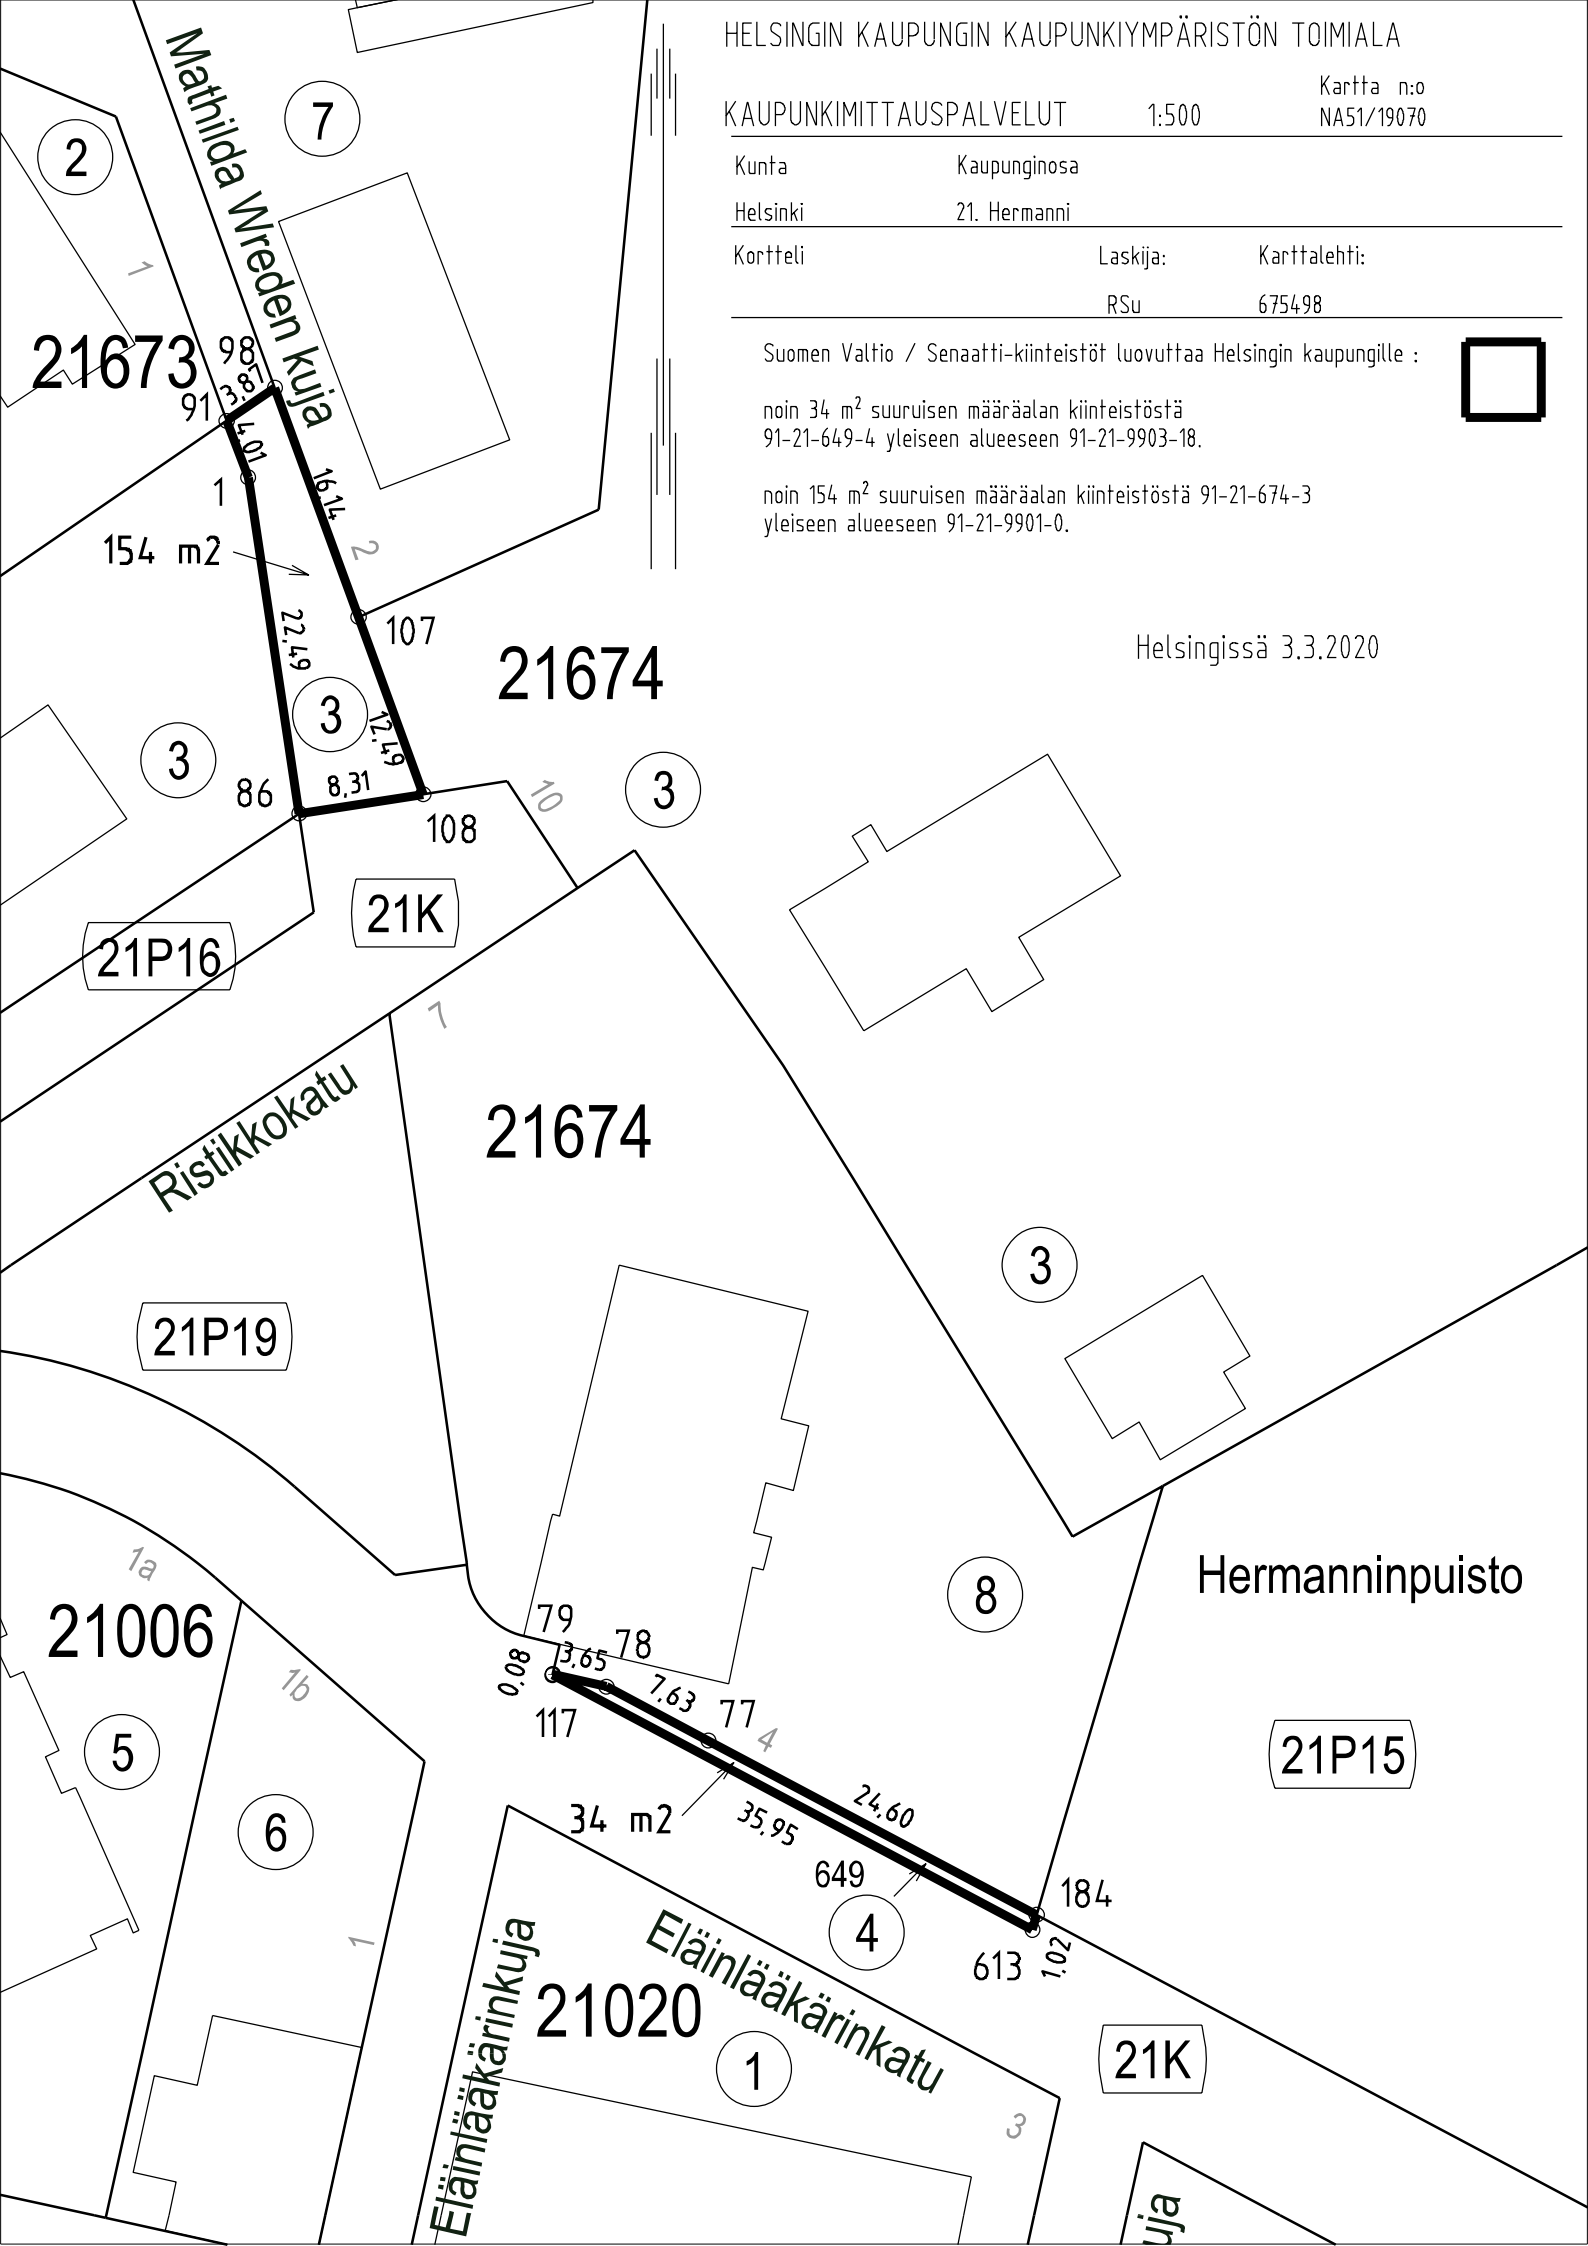 HELSINGIN KAUPUNGIN KAUPUNKIYMPÄRISTÖN TOIMIALA
KAUPUNKIMITTAUSPALVELUT 1:500 Kartta n:o
NA51/19070
Kunta Kaupunginosa
Helsinki 21. Hermanni
Kortteli Laskija: Karttalehti:
RSu 675498
Suomen Valtio / Senaatti-kiinteistöt luovuttaa Helsingin kaupungille :
noin 34 m² suuruisen määräalan kiinteistöstä
91-21-649-4 yleiseen alueeseen 91-21-9903-18.
noin 154 m² suuruisen määräalan kiinteistöstä 91-21-674-3
yleiseen alueeseen 91-21-9901-0.
Helsingissä 3.3.2020
Mathilda Wreden kuja
7
2
1
21673
98
3,87
91
4,01
1
16,14
2
154 m2
107
22,49
21674
3
12,49
3
86
8,31
108
10
3
21K
21P16
7
Ristikkokatu
21674
3
21P19
8
Hermanninpuisto
1a
21006
1b
5
6
1
79
78
3,65
0,08
117
7,63
77
4
21P15
34 m2
35,95
24,60
649
4
184
613
1,02
Eläinlääkärinkuja
21020
Eläinlääkärinkatu
1
21K
3
uja